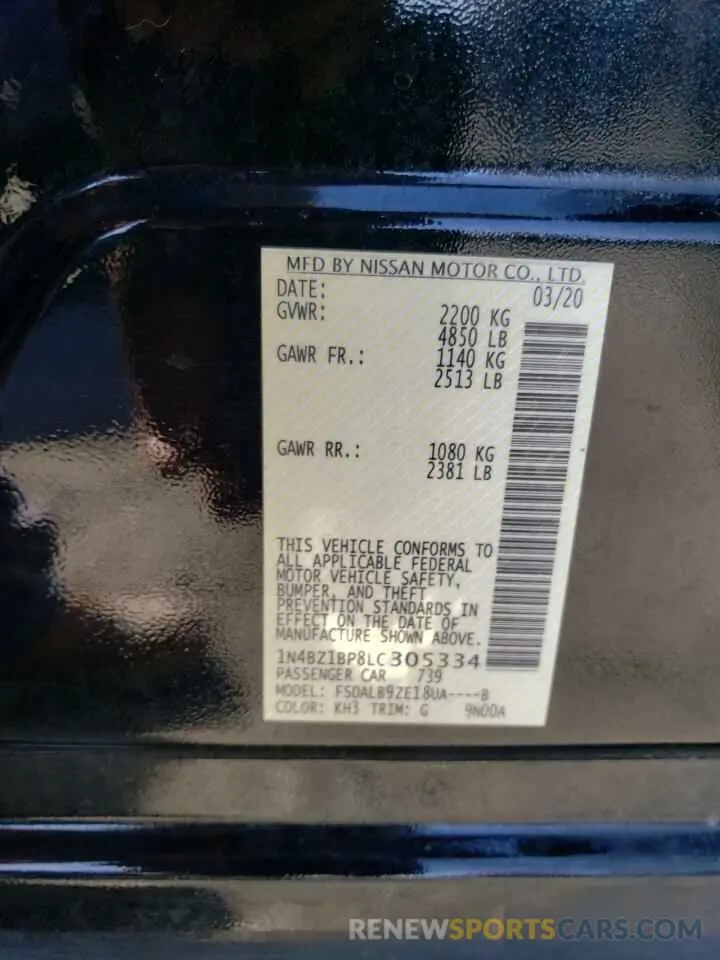 MFD BY NISSAN MOTOR CO., LTD.
DATE: 03/20
GVWR: 2200 KG
4850 LB
GAWR FR.: 1140 KG
2513 LB
GAWR RR.: 1080 KG
2381 LB
THIS VEHICLE CONFORMS TO
ALL APPLICABLE FEDERAL
MOTOR VEHICLE SAFETY,
BUMPER, AND THEFT
PREVENTION STANDARDS IN
EFFECT ON THE DATE OF
MANUFACTURE SHOWN ABOVE.
1N4BZ1BP8LC305334
PASSENGER CAR 739
MODEL: FSDALB9ZE18UA----B
COLOR: KH3 TRIM: G 9N00A
RENEWSPORTSCARS.COM